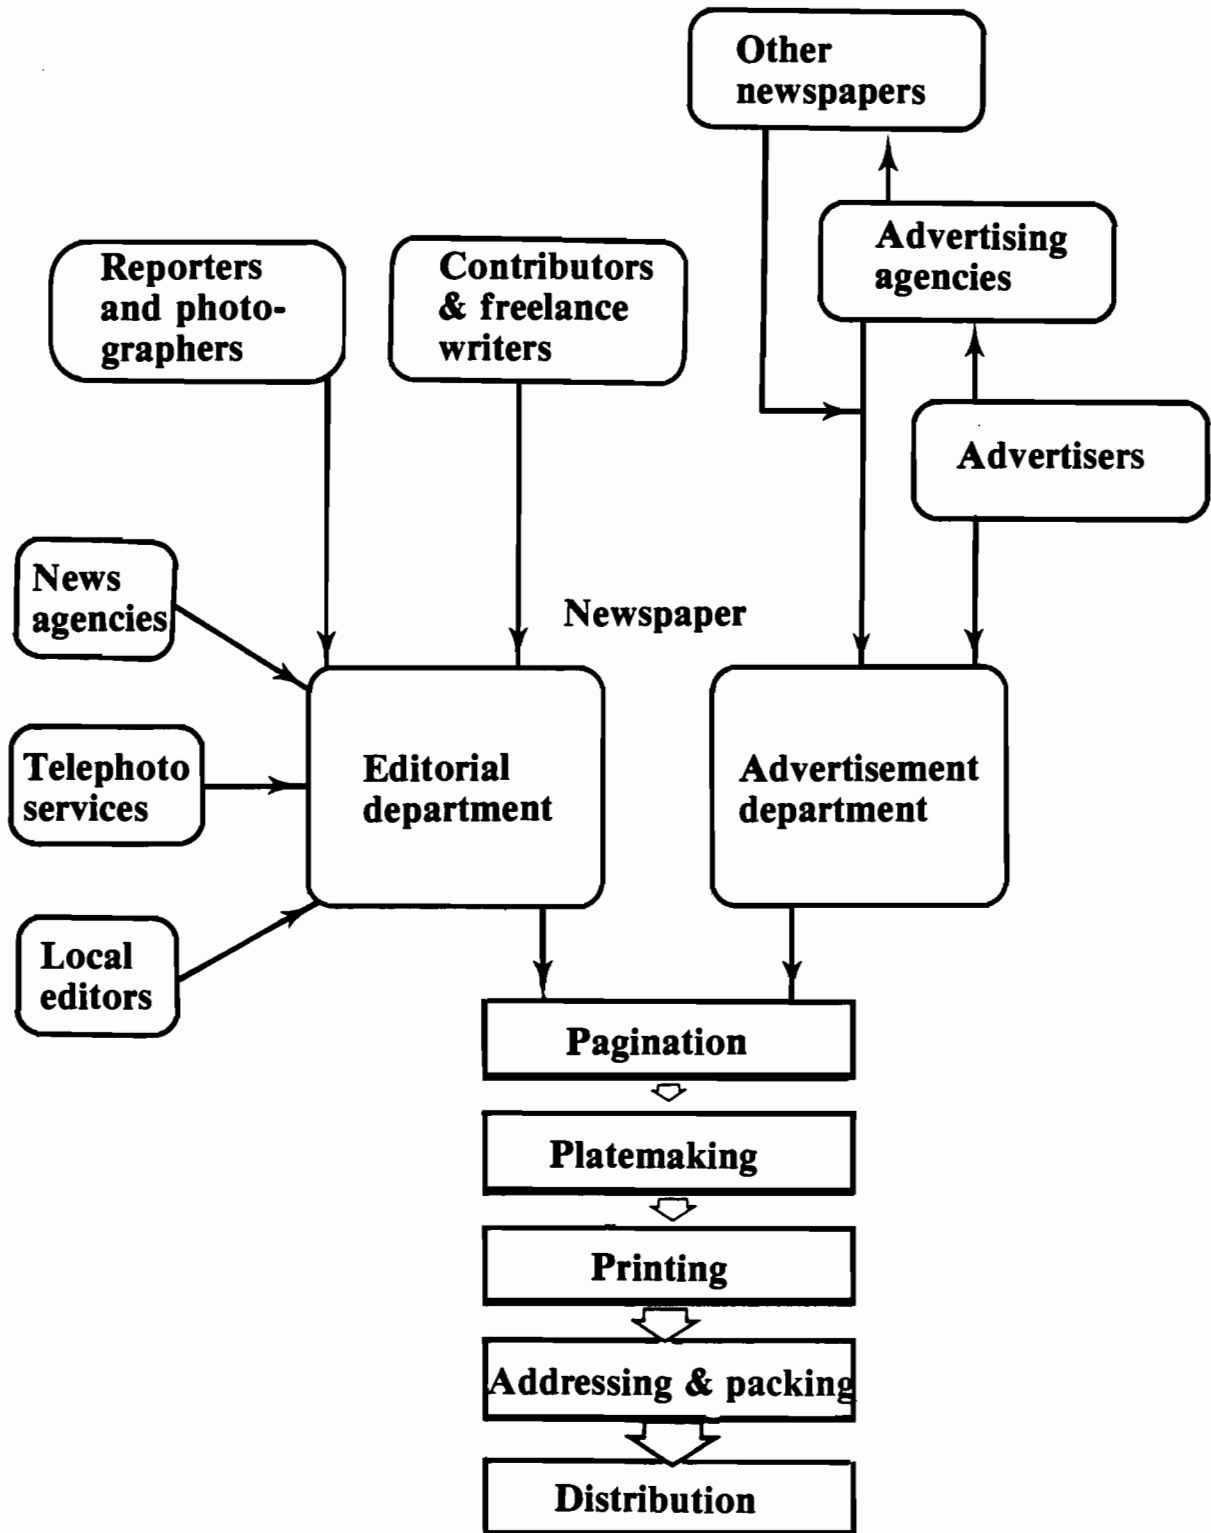 Other
newspapers
Advertising
agencies
Reporters
and photo-
graphers
Contributors
& freelance
writers
Advertisers
News
agencies
Newspaper
Telephoto
services
Editorial
department
Advertisement
department
Local
editors
Pagination
Platemaking
Printing
Addressing & packing
Distribution